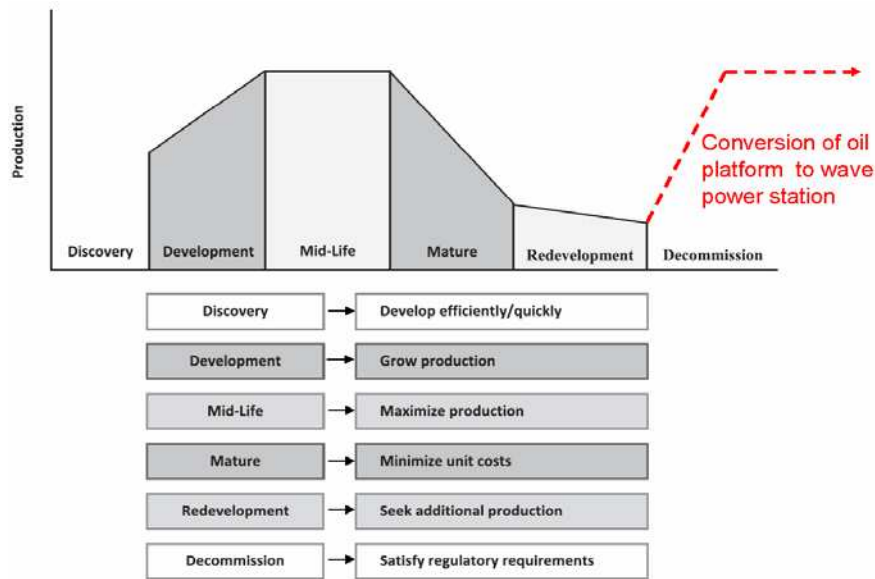 Production
Conversion of oil
platform to wave
power station
Discovery
Development
Mid-Life
Mature
Redevelopment
Decommission
Discovery
Develop efficiently/quickly
Development
Grow production
Mid-Life
Maximize production
Mature
Minimize unit costs
Redevelopment
Seek additional production
Decommission
Satisfy regulatory requirements